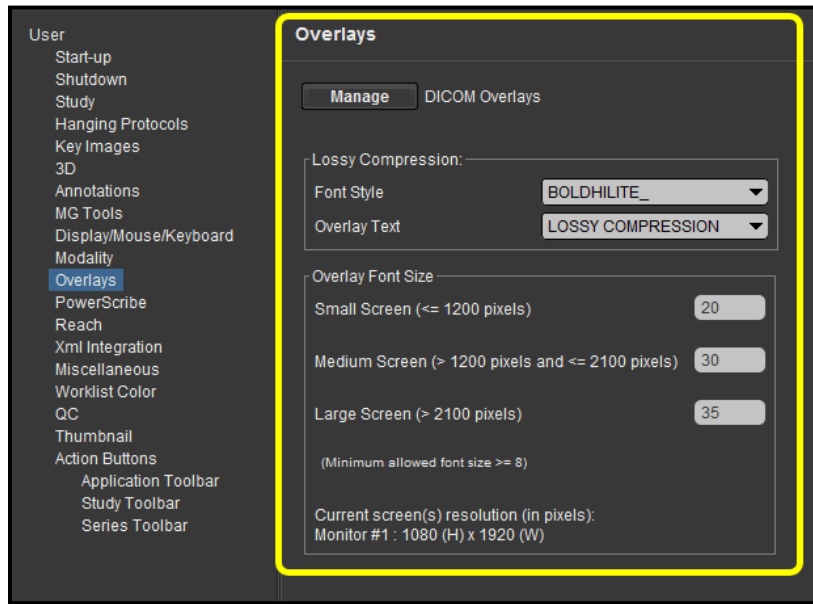 User
Start-up
Shutdown
Study
Hanging Protocols
Key Images
3D
Annotations
MG Tools
Display/Mouse/Keyboard
Modality
Overlays
PowerScribe
Reach
Xml Integration
Miscellaneous
Worklist Color
QC
Thumbnail
Action Buttons
Application Toolbar
Study Toolbar
Series Toolbar
Overlays
Manage DICOM Overlays
Lossy Compression:
Font Style BOLDHILITE_
Overlay Text LOSSY COMPRESSION
Overlay Font Size
Small Screen (<= 1200 pixels) 20
Medium Screen (> 1200 pixels and <= 2100 pixels) 30
Large Screen (> 2100 pixels) 35
(Minimum allowed font size >= 8)
Current screen(s) resolution (in pixels):
Monitor #1 : 1080 (H) x 1920 (W)